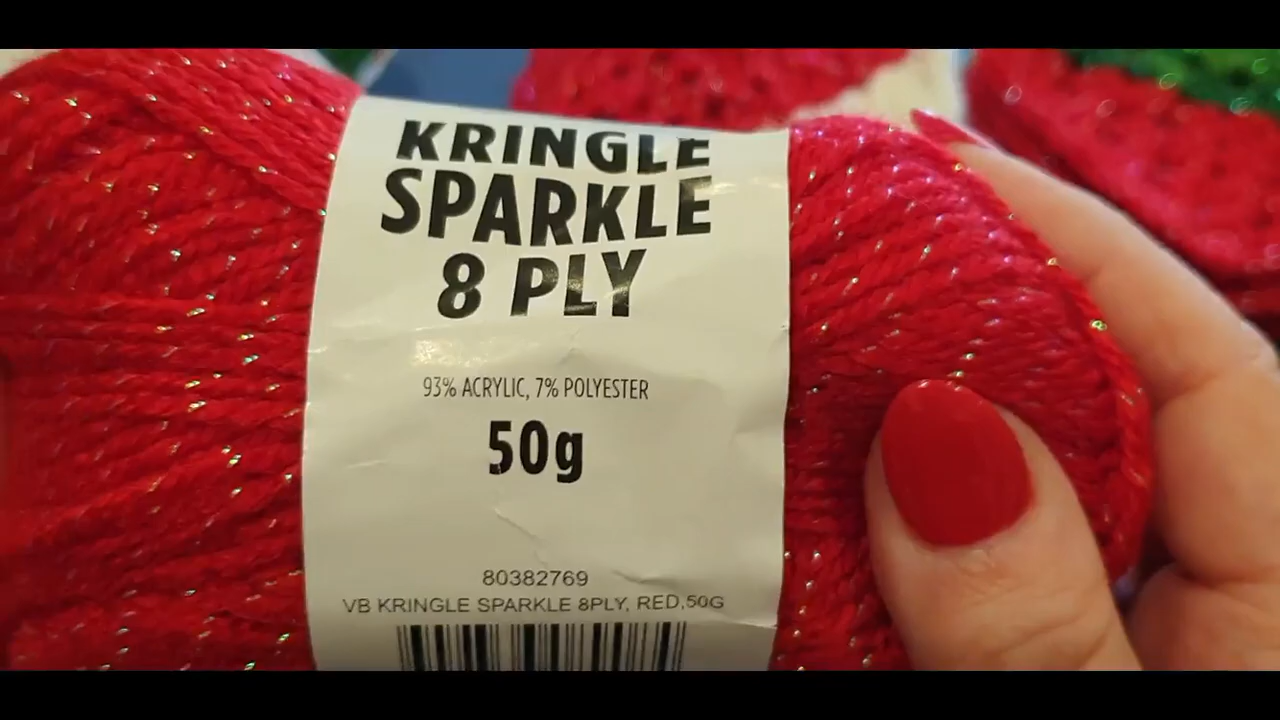 KRINGLE
SPARKLE
8 PLY
93% ACRYLIC, 7% POLYESTER
50g
80382769
VB KRINGLE SPARKLE 8PLY, RED,50G